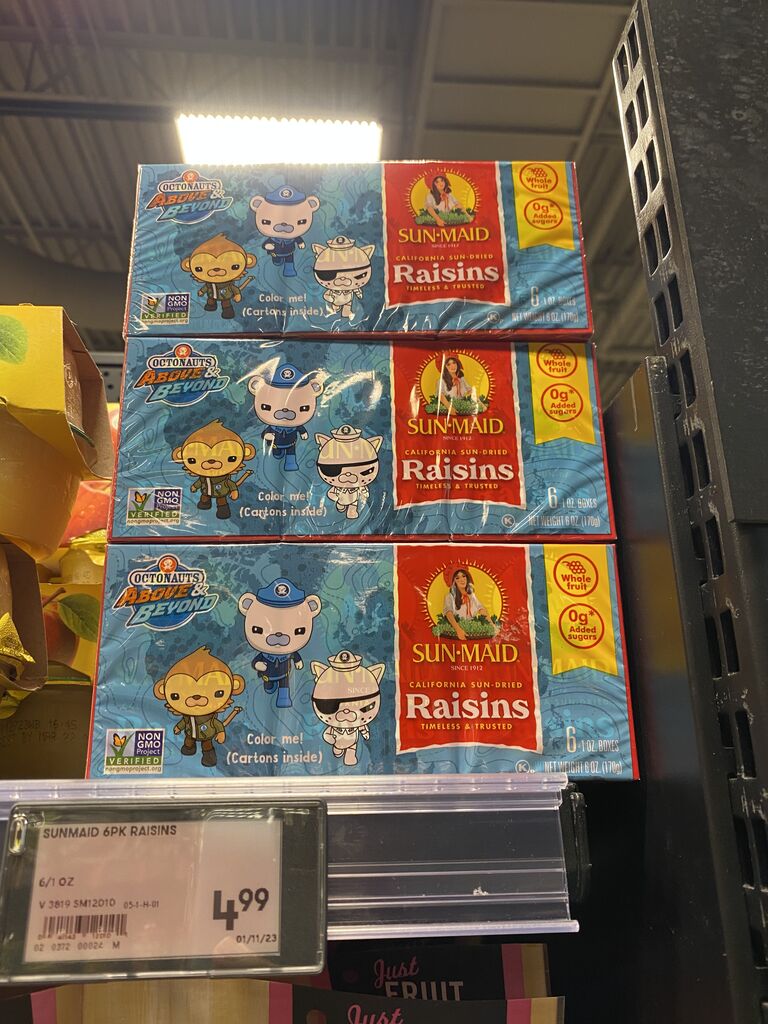 OCTONAUTS
ABOVE &
BEYOND
SUN·MAID
SINCE 1912
CALIFORNIA SUN-DRIED
Raisins
TIMELESS & TRUSTED
Whole
fruit
0g*
Added
sugars
Color me!
(Cartons inside)
NON
GMO
Project
VERIFIED
nongmoproject.org
K
6 1 OZ. BOXES
NET WEIGHT 6 OZ. (170g)
OCTONAUTS
ABOVE &
BEYOND
SUN·MAID
SINCE 1912
CALIFORNIA SUN-DRIED
Raisins
TIMELESS & TRUSTED
Whole
fruit
0g*
Added
sugars
Color me!
(Cartons inside)
NON
GMO
Project
VERIFIED
nongmoproject.org
K
6 1 OZ. BOXES
NET WEIGHT 6 OZ. (170g)
OCTONAUTS
ABOVE &
BEYOND
SUN·MAID
SINCE 1912
CALIFORNIA SUN-DRIED
Raisins
TIMELESS & TRUSTED
Whole
fruit
0g*
Added
sugars
Color me!
(Cartons inside)
NON
GMO
Project
VERIFIED
nongmoproject.org
K
6 1 OZ. BOXES
NET WEIGHT 6 OZ. (170g)
SUNMAID 6PK RAISINS
6/1 OZ
V 3819 SM12010 05-1-H-01
4.99
01/11/23
02 0372 00024 M
Just
FRUIT
Just